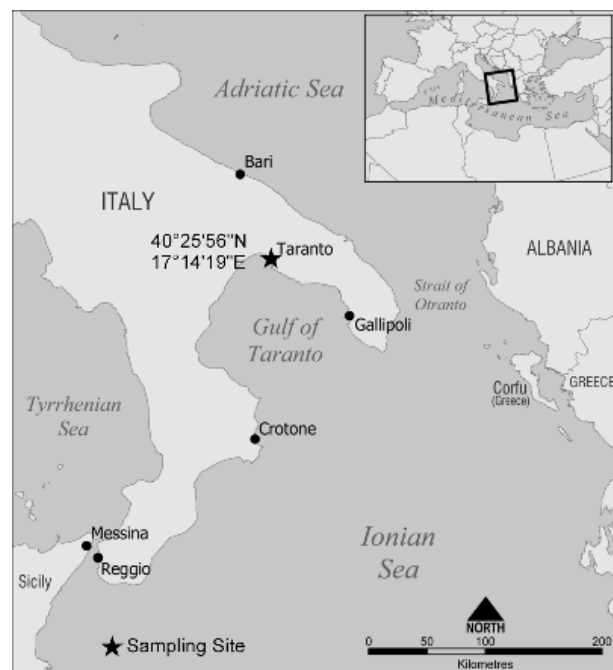 Adriatic Sea
Mediterranean Sea
Bari
ITALY
40°25'56"N
17°14'19"E
Taranto
ALBANIA
Strait of
Otranto
Gallipoli
Gulf of
Taranto
Corfu
(Greece)
GREECE
Tyrrhenian
Sea
Crotone
Messina
Reggio
Ionian
Sea
Sicily
NORTH
Sampling Site
0 50 100 200
Kilometres